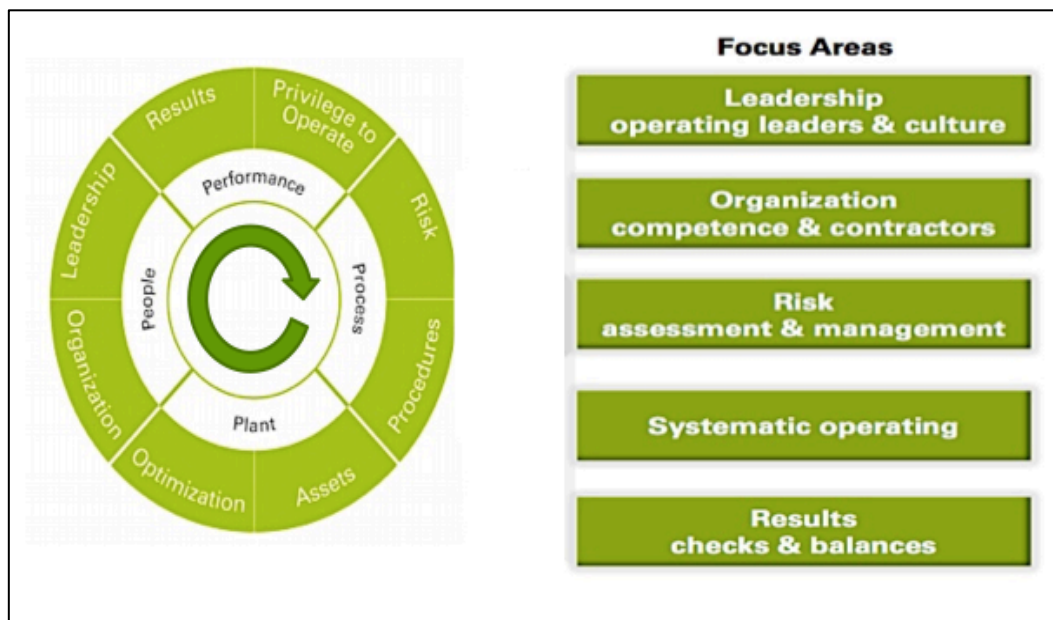 Results
Privilege to
Operate
Risk
Procedures
Assets
Optimization
Organization
Leadership
Performance
Process
Plant
People
Focus Areas
Leadership
operating leaders & culture
Organization
competence & contractors
Risk
assessment & management
Systematic operating
Results
checks & balances